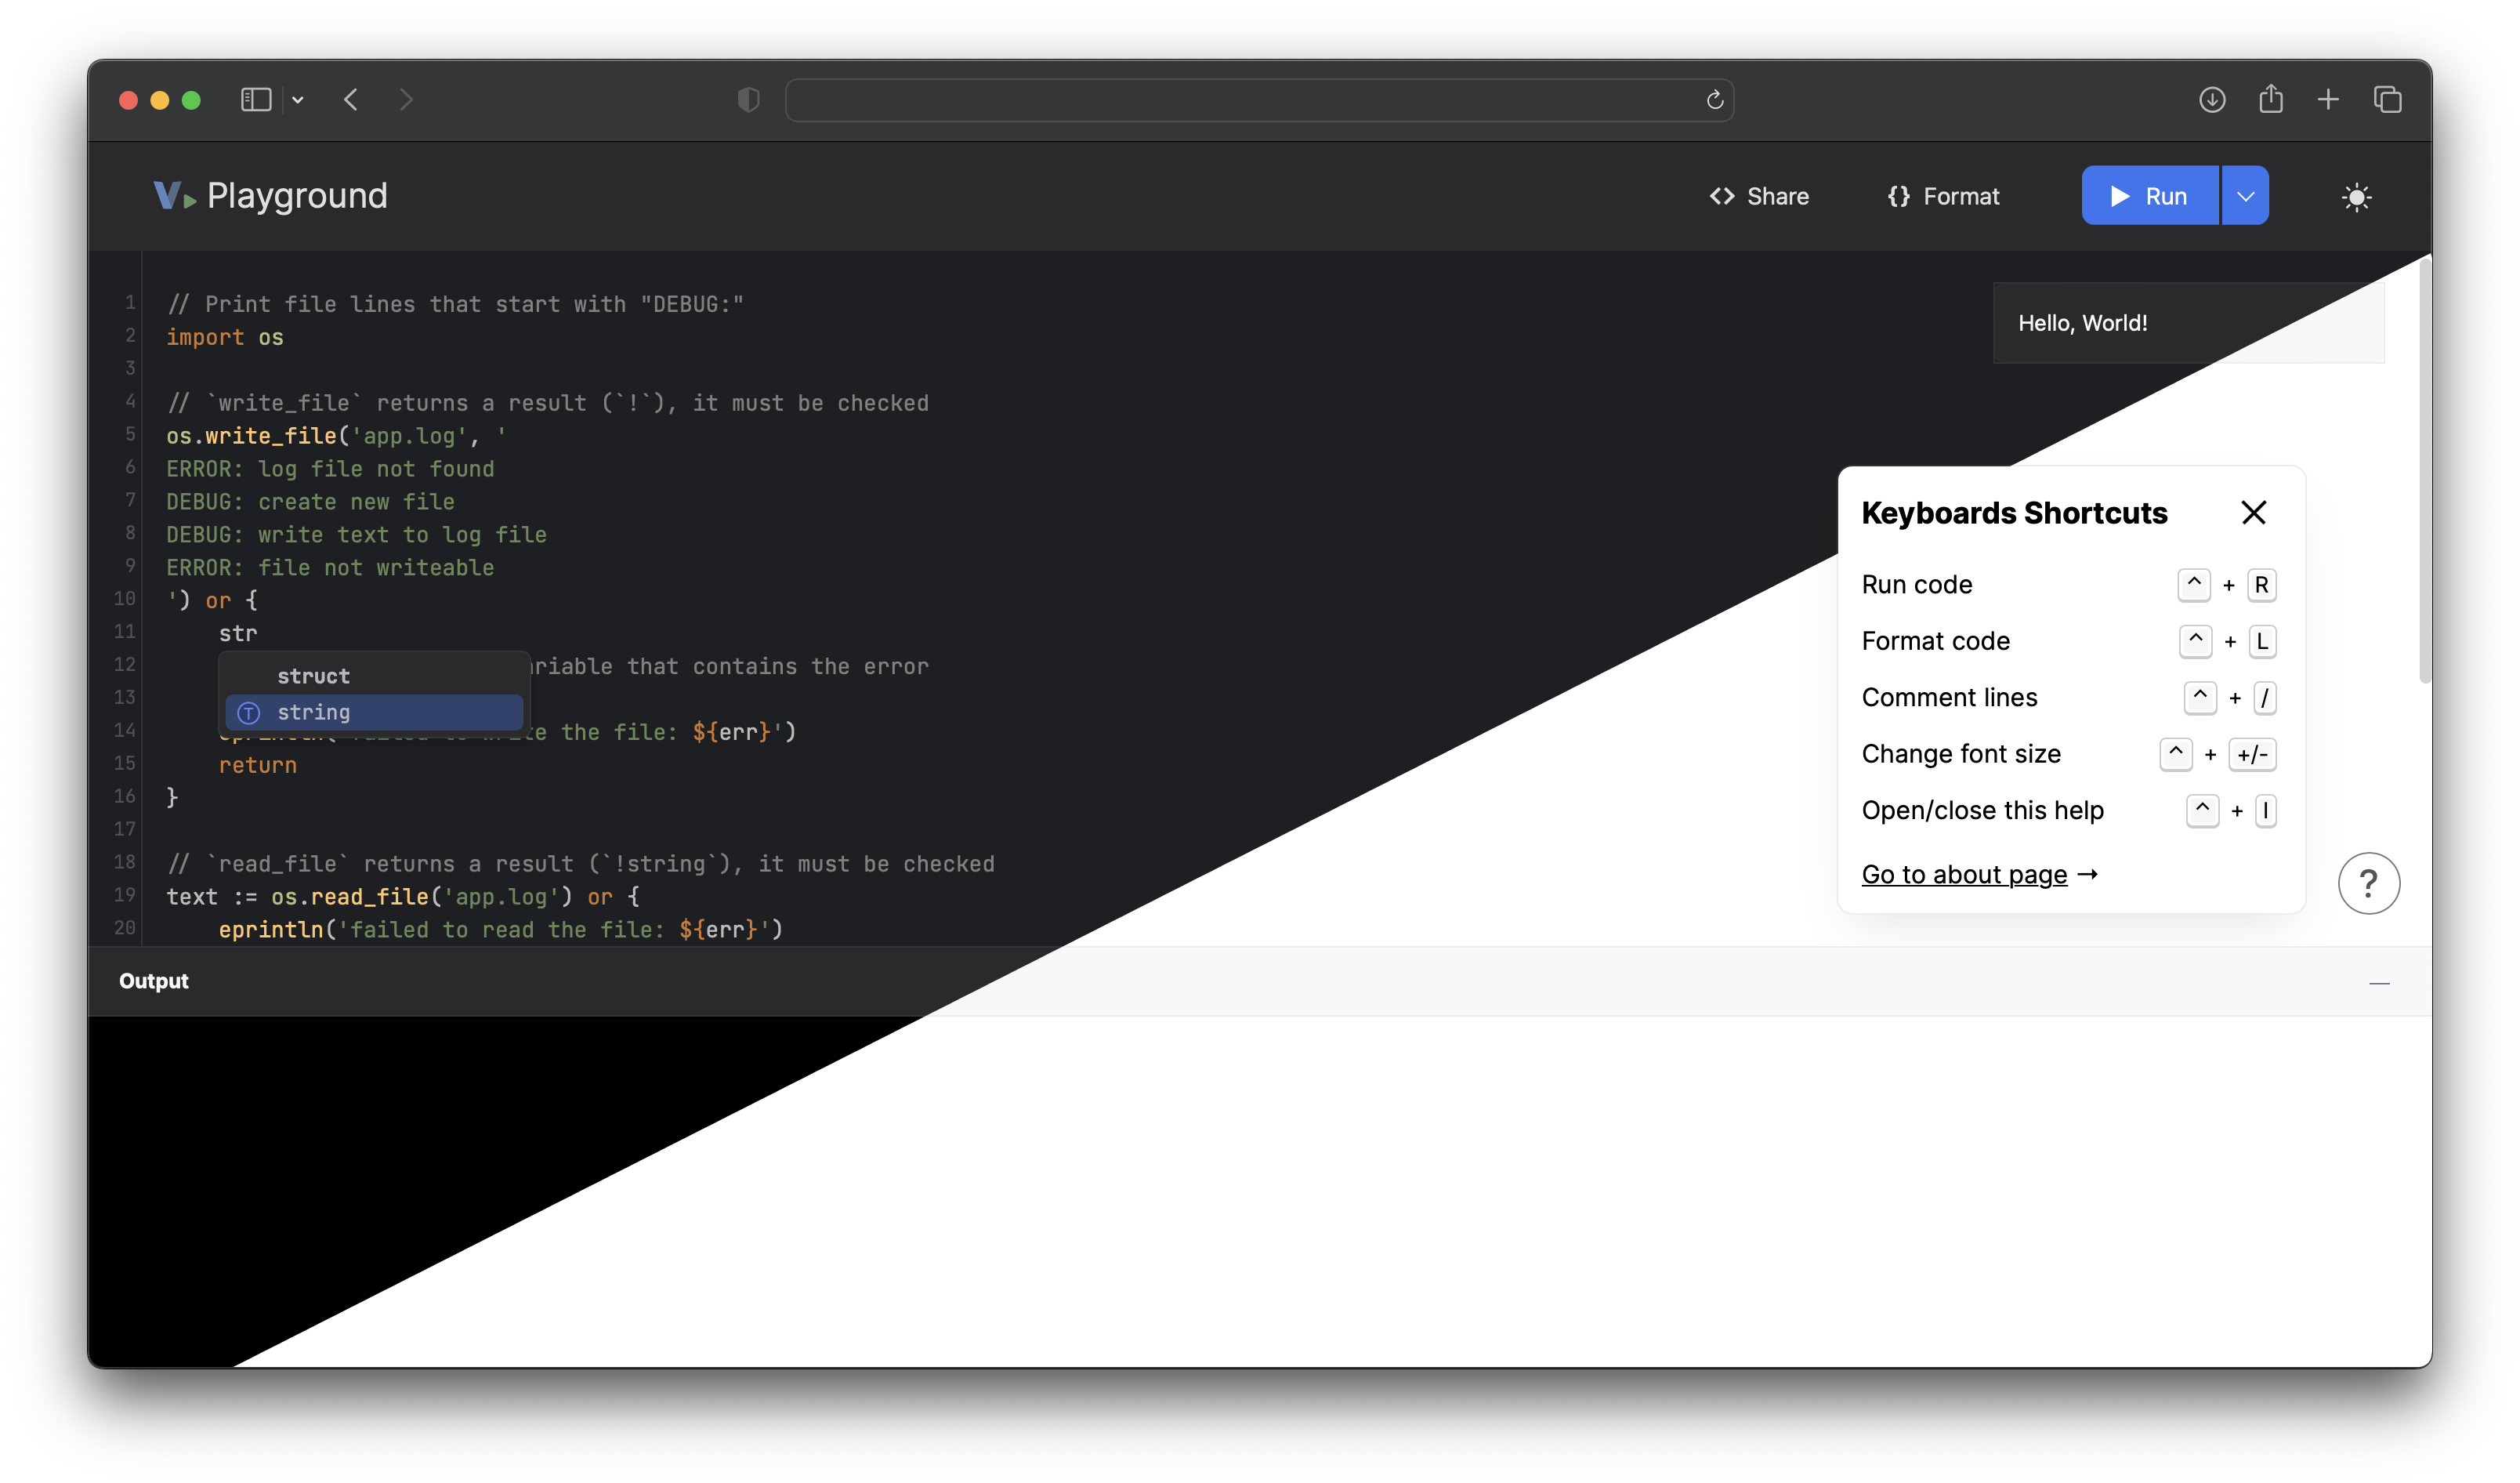 V Playground
Share
Format
Run
Hello, World!
1 // Print file lines that start with "DEBUG:"
2 import os
3
4 // `write_file` returns a result (`!`), it must be checked
5 os.write_file('app.log', '
6 ERROR: log file not found
7 DEBUG: create new file
8 DEBUG: write text to log file
9 ERROR: file not writeable
10 ') or {
11 str
struct
T string
12 riable that contains the error
13
14 the file: ${err}')
15 return
16 }
17
18 // `read_file` returns a result (`!string`), it must be checked
19 text := os.read_file('app.log') or {
20 eprintln('failed to read the file: ${err}')
Keyboards Shortcuts
Run code ^ + R
Format code ^ + L
Comment lines ^ + /
Change font size ^ + +/-
Open/close this help ^ + I
Go to about page →
?
Output